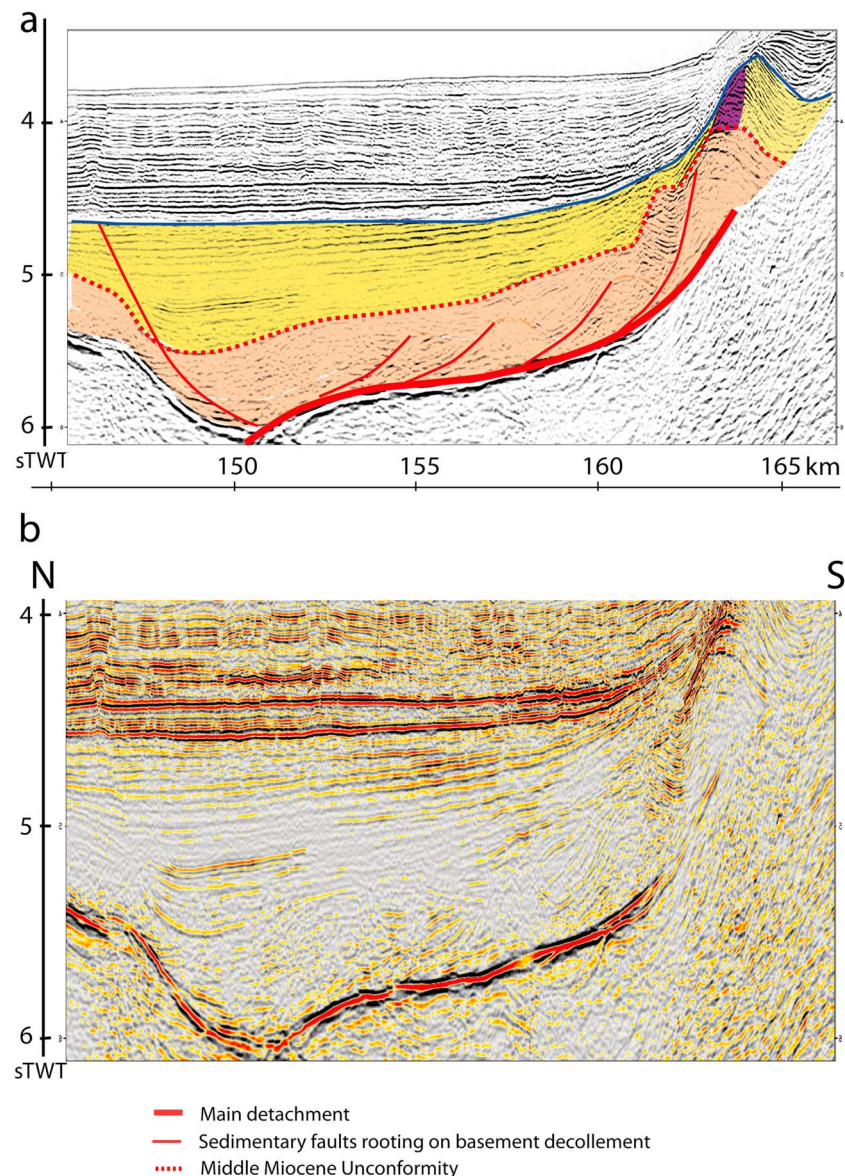 a
4
5
6
sTWT
150 155 160 165 km
b
N S
4
5
6
sTWT
Main detachment
Sedimentary faults rooting on basement decollement
Middle Miocene Unconformity